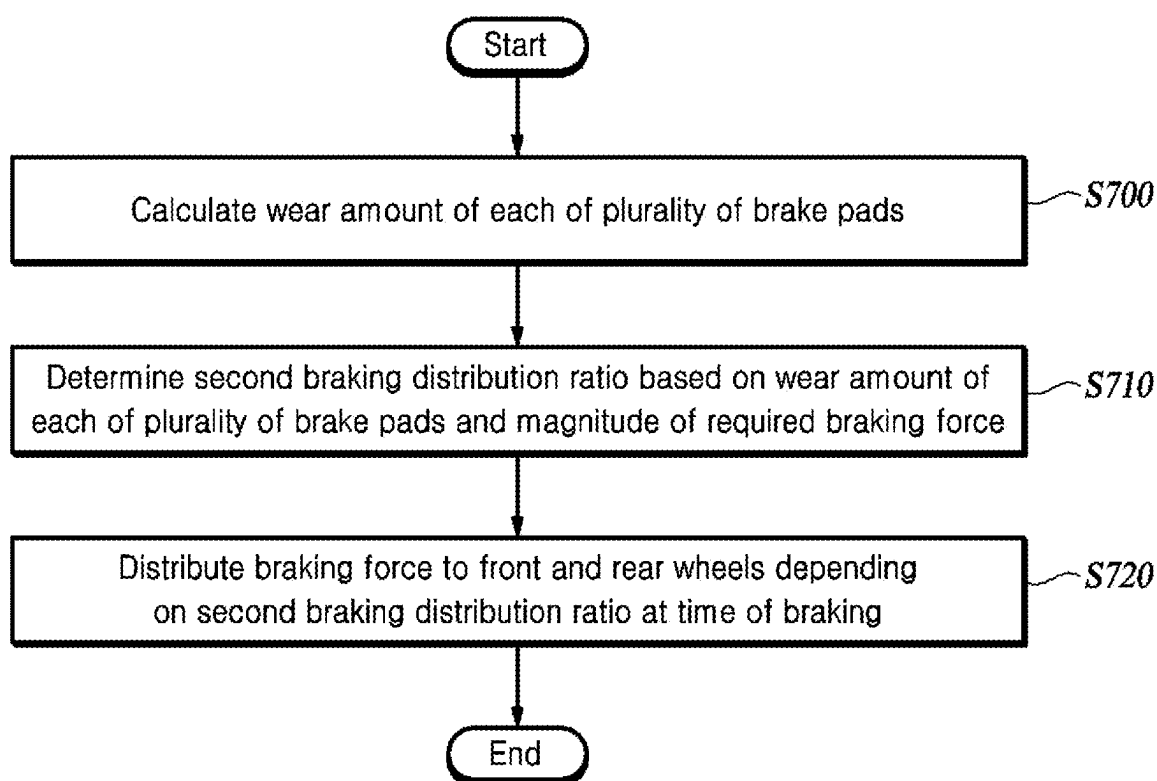 Start
Calculate wear amount of each of plurality of brake pads
S700
Determine second braking distribution ratio based on wear amount of
each of plurality of brake pads and magnitude of required braking force
S710
Distribute braking force to front and rear wheels depending
on second braking distribution ratio at time of braking
S720
End